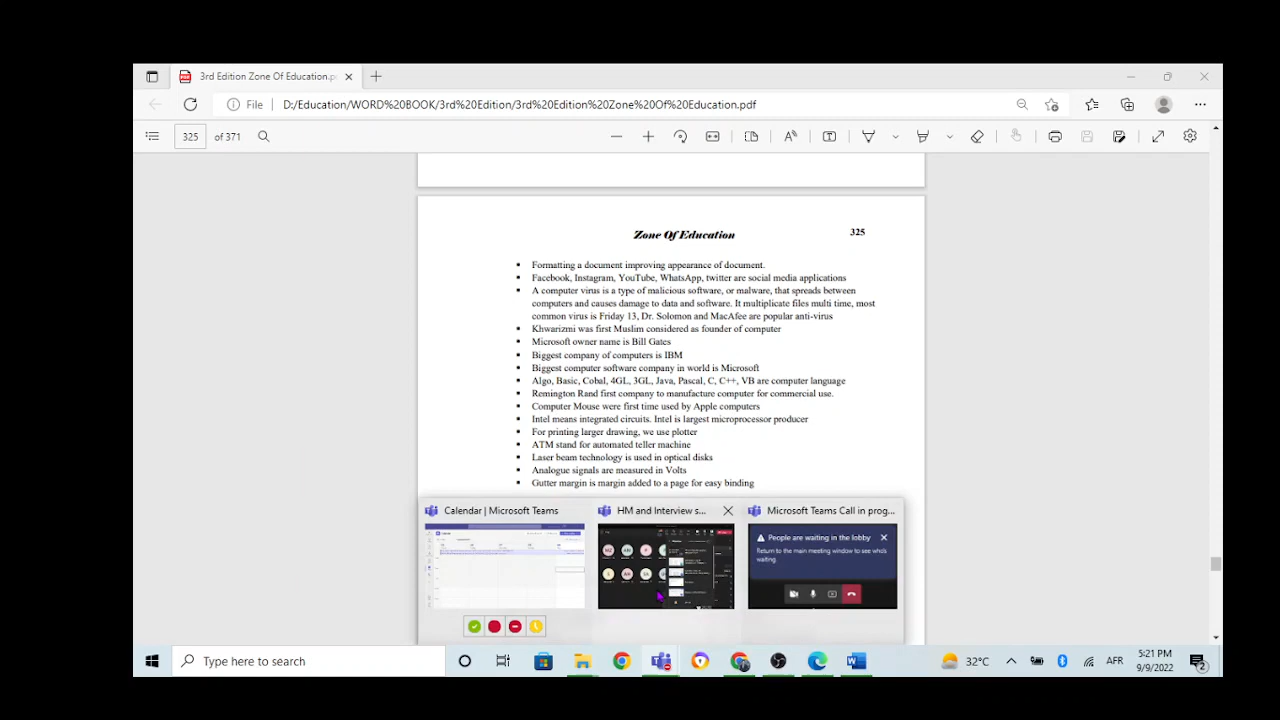 3rd Edition Zone Of Education.p
File
D:/Education/WORD%20BOOK/3rd%20Edition/3rd%20Edition%20Zone%20Of%20Education.pdf
325 of 371
Zone Of Education
325
Formatting a document improving appearance of document.
Facebook, Instagram, YouTube, WhatsApp, twitter are social media applications
A computer virus is a type of malicious software, or malware, that spreads between
computers and causes damage to data and software. It multiplicate files multi time, most
common virus is Friday 13, Dr. Solomon and MacAfee are popular anti-virus
Khwarizmi was first Muslim considered as founder of computer
Microsoft owner name is Bill Gates
Biggest company of computers is IBM
Biggest computer software company in world is Microsoft
Algo, Basic, Cobal, 4GL, 3GL, Java, Pascal, C, C++, VB are computer language
Remington Rand first company to manufacture computer for commercial use.
Computer Mouse were first time used by Apple computers
Intel means integrated circuits. Intel is largest microprocessor producer
For printing larger drawing, we use plotter
ATM stand for automated teller machine
Laser beam technology is used in optical disks
Analogue signals are measured in Volts
Gutter margin is margin added to a page for easy binding
Calendar | Microsoft Teams
HM and Interview s...
Microsoft Teams Call in prog...
People are waiting in the lobby
Return to the main meeting window to see who's
waiting.
Type here to search
32°C
AFR
5:21 PM
9/9/2022
2